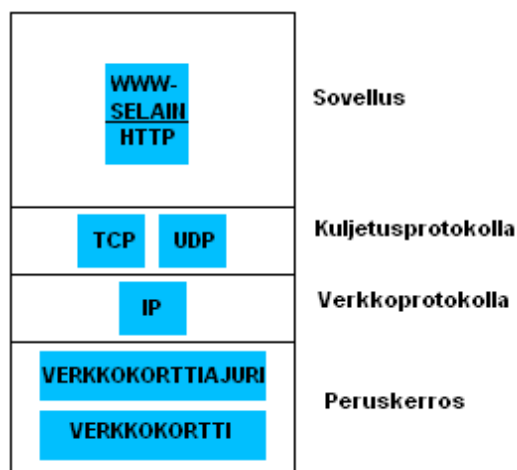 WWW-
SELAIN
HTTP
Sovellus
TCP
UDP
Kuljetusprotokolla
IP
Verkkoprotokolla
VERKKOKORTTIAJURI
VERKKOKORTTI
Peruskerros